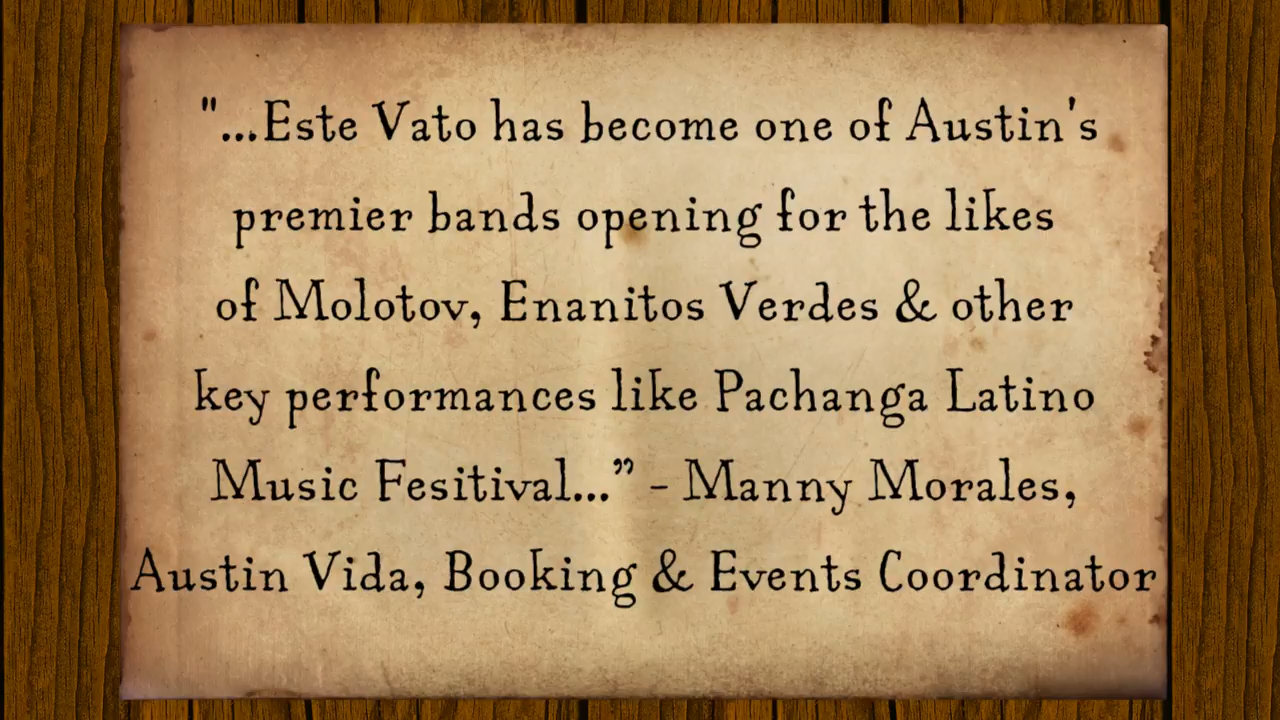 "...Este Vato has become one of Austin's
premier bands opening for the likes
of Molotov, Enanitos Verdes & other
key performances like Pachanga Latino
Music Fesitival...” - Manny Morales,
Austin Vida, Booking & Events Coordinator